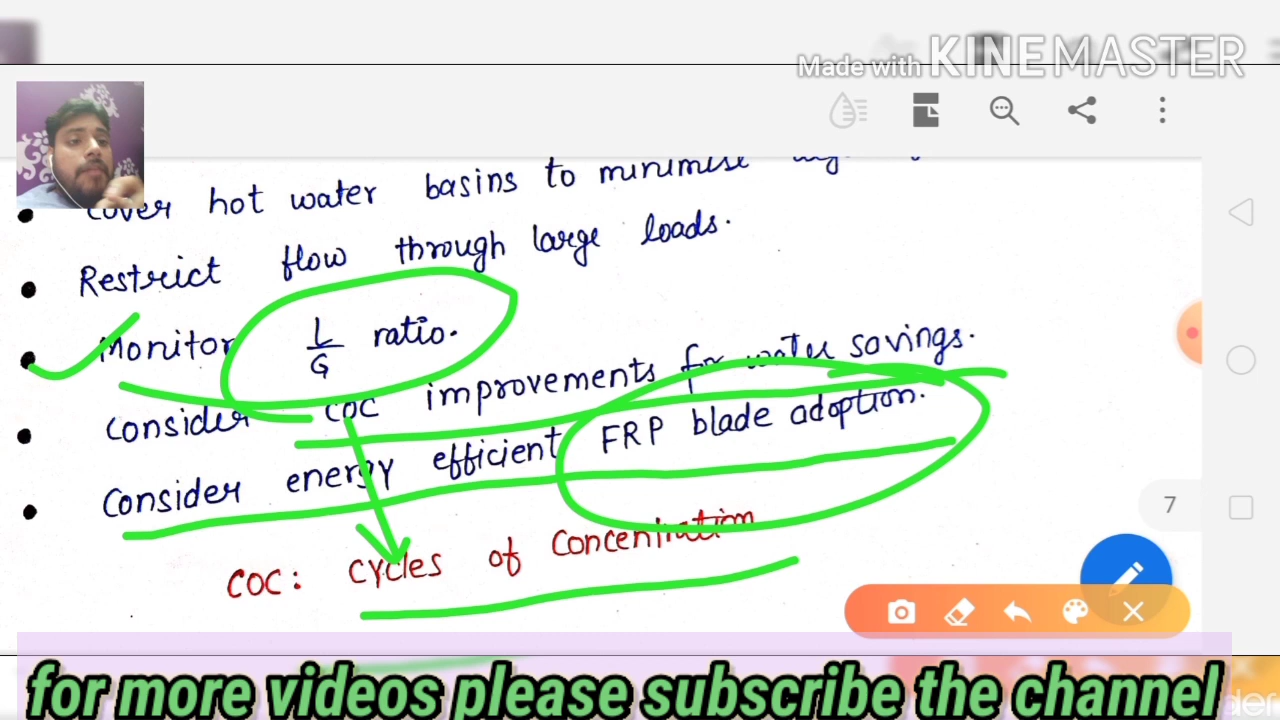 Made with KINEMASTER
Cover hot water basins to minimise
• Restrict flow through large loads.
• Monitor L/G ratio.
• Consider COC improvements for water savings.
• Consider energy efficient FRP blade adoption.
7
COC: Cycles of Concentration
for more videos please subscribe the channel